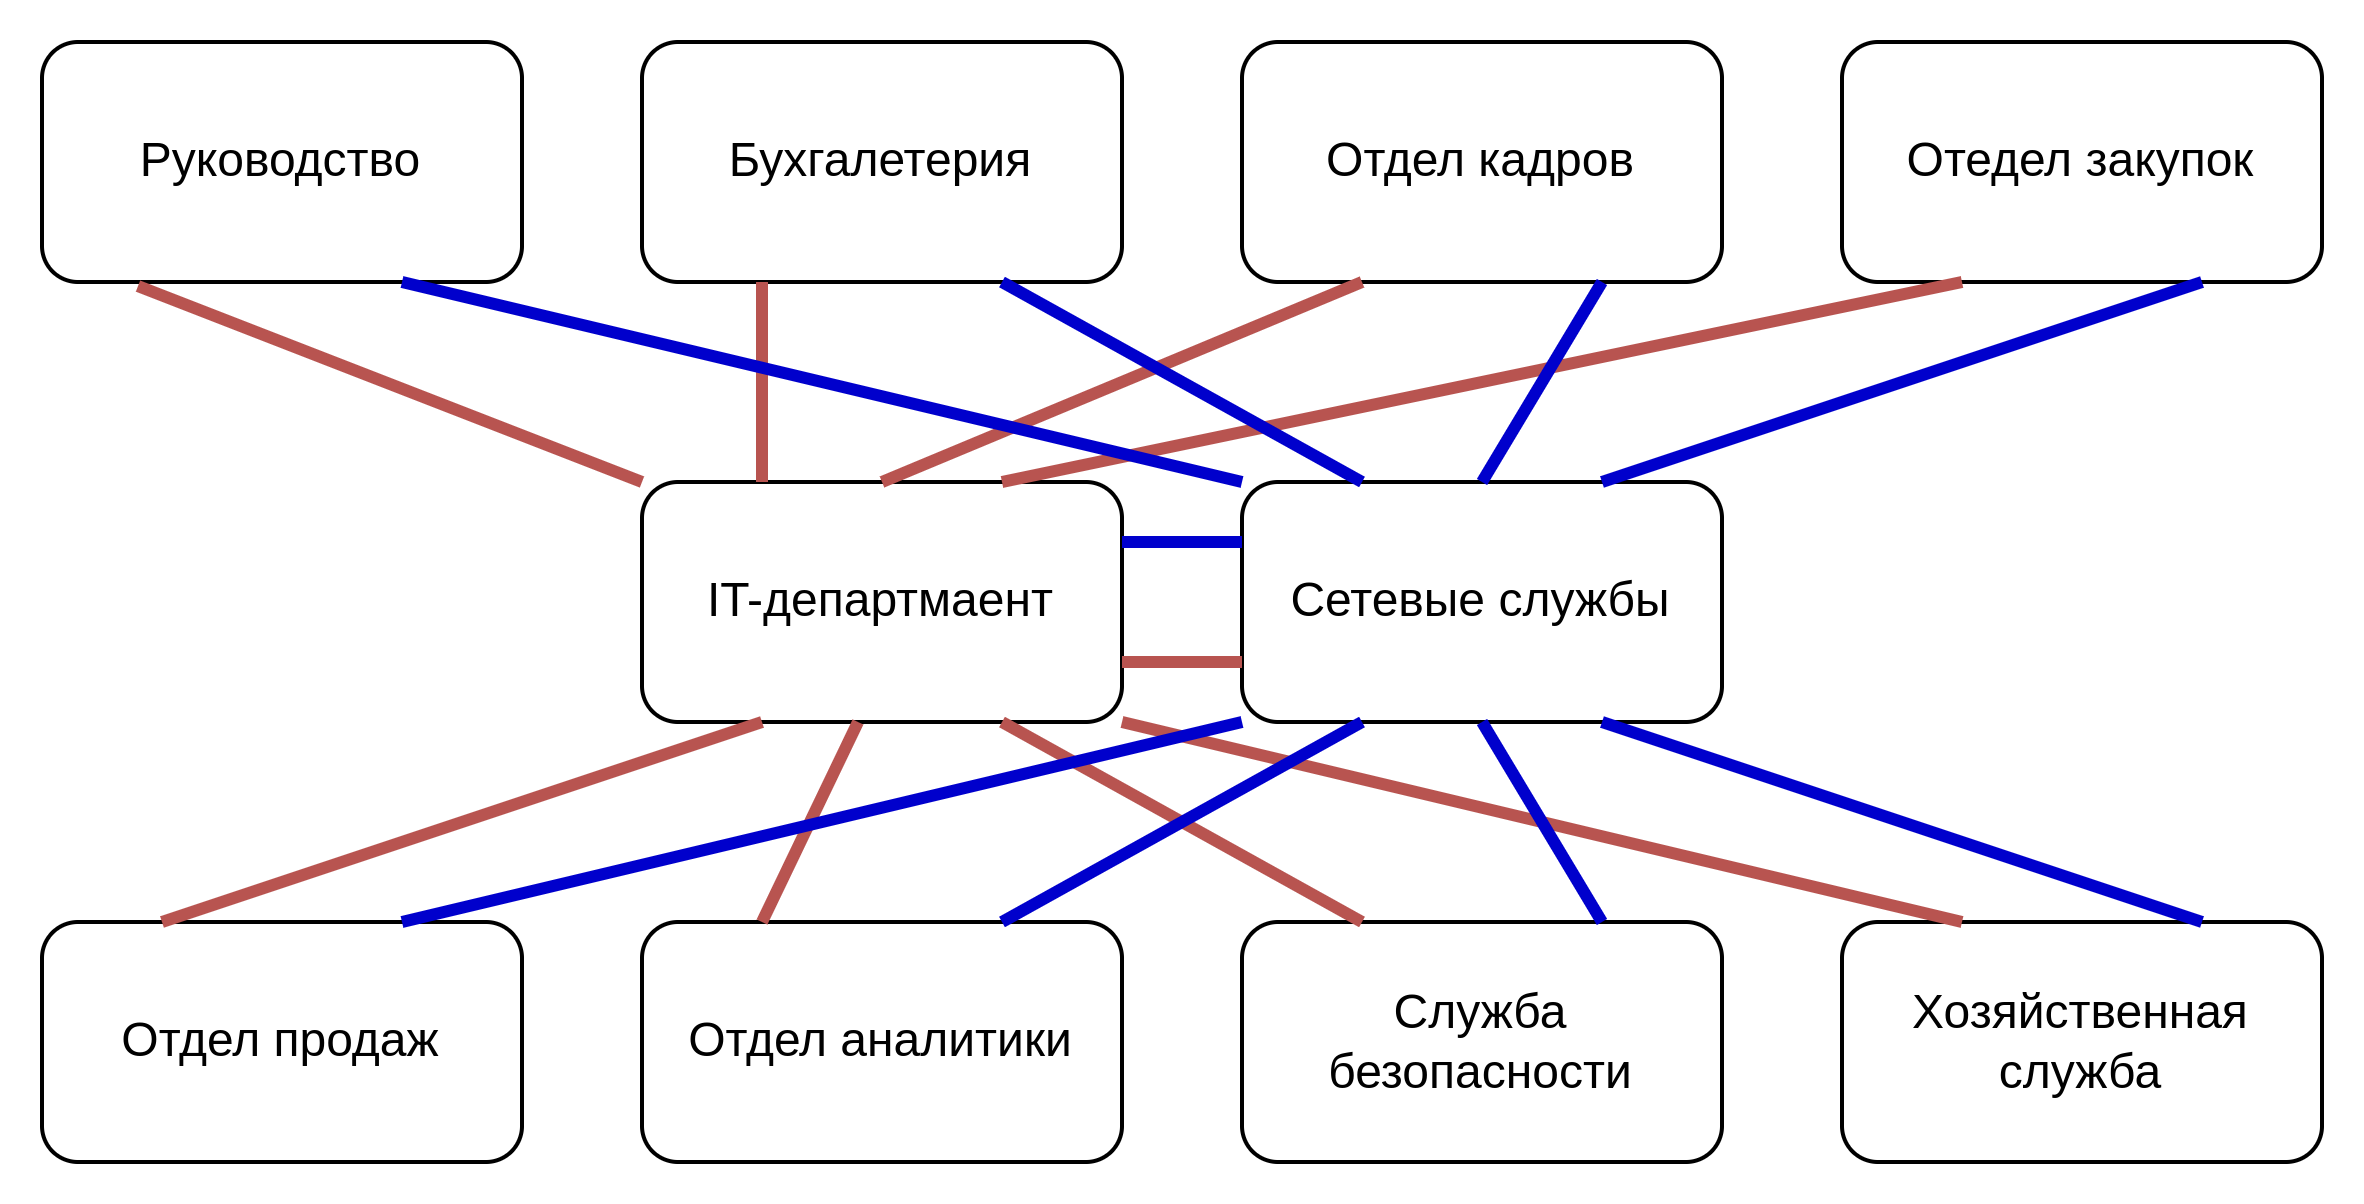 Руководство
Бухгалетерия
Отдел кадров
Отедел закупок
IT-департмаент
Сетевые службы
Отдел продаж
Отдел аналитики
Служба
безопасности
Хозяйственная
служба